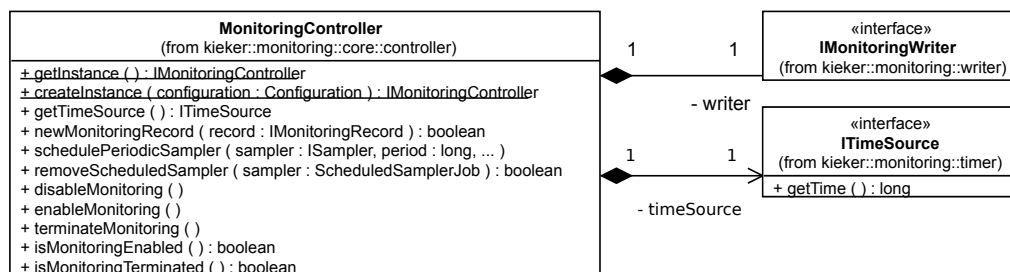 MonitoringController
(from kieker::monitoring::core::controller)
+ getInstance ( ) : IMonitoringController
+ createInstance ( configuration : Configuration ) : IMonitoringController
+ getTimeSource ( ) : ITimeSource
+ newMonitoringRecord ( record : IMonitoringRecord ) : boolean
+ schedulePeriodicSampler ( sampler : ISampler, period : long, ... )
+ removeScheduledSampler ( sampler : ScheduledSamplerJob ) : boolean
+ disableMonitoring ( )
+ enableMonitoring ( )
+ terminateMonitoring ( )
+ isMonitoringEnabled ( ) : boolean
+ isMonitoringTerminated ( ) : boolean
1 1
- writer
1 1
- timeSource
«interface»
IMonitoringWriter
(from kieker::monitoring::writer)
«interface»
ITimeSource
(from kieker::monitoring::timer)
+ getTime ( ) : long